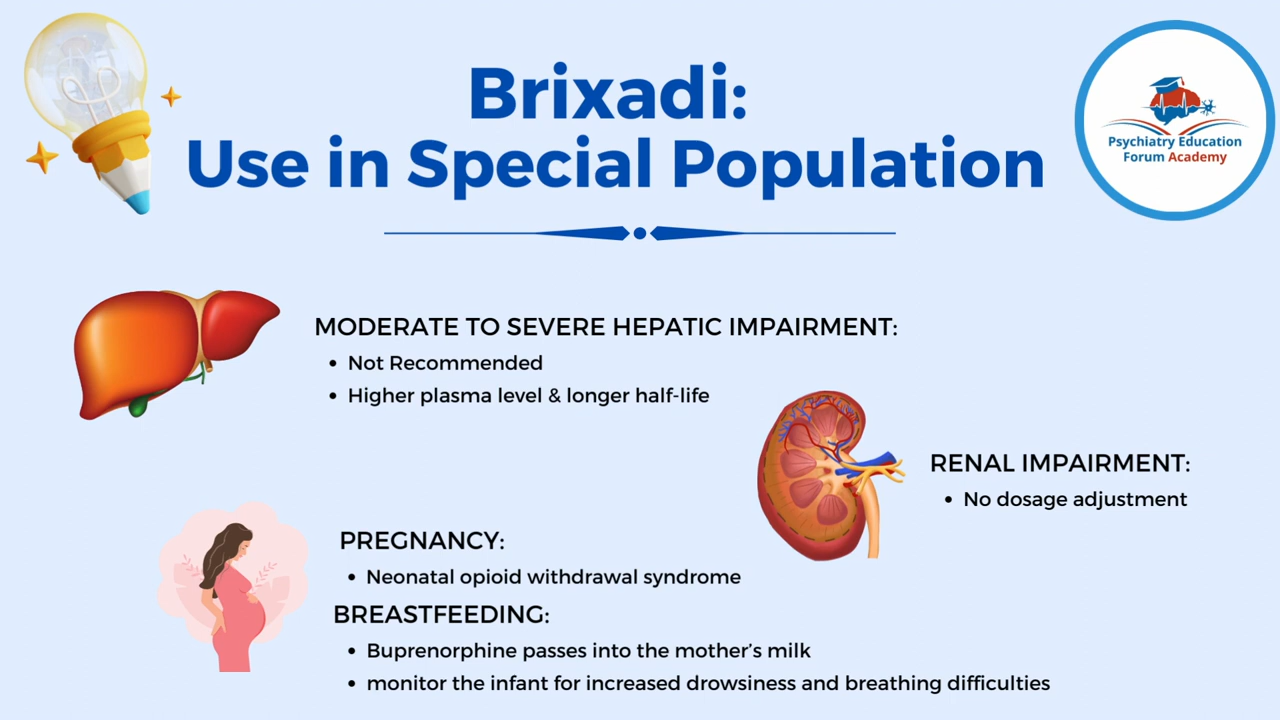 Brixadi:
Use in Special Population
Psychiatry Education
Forum Academy
MODERATE TO SEVERE HEPATIC IMPAIRMENT:
• Not Recommended
• Higher plasma level & longer half-life
RENAL IMPAIRMENT:
• No dosage adjustment
PREGNANCY:
• Neonatal opioid withdrawal syndrome
BREASTFEEDING:
• Buprenorphine passes into the mother's milk
• monitor the infant for increased drowsiness and breathing difficulties